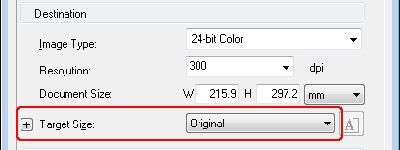 Destination
Image Type: 24-bit Color
Resolution: 300 dpi
Document Size: W 215.9 H 297.2 mm
Target Size: Original A